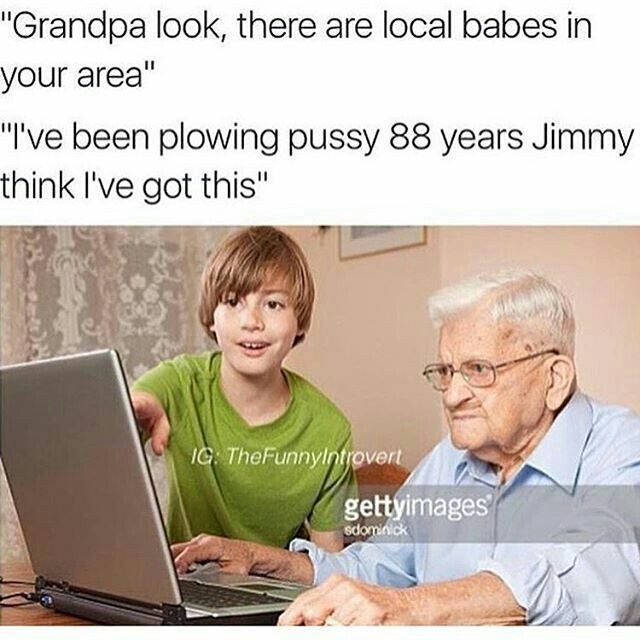 "Grandpa look, there are local babes in
your area"
"I've been plowing pussy 88 years Jimmy
think I've got this"
IG: TheFunnyIntrovert
gettyimages®
sdominick